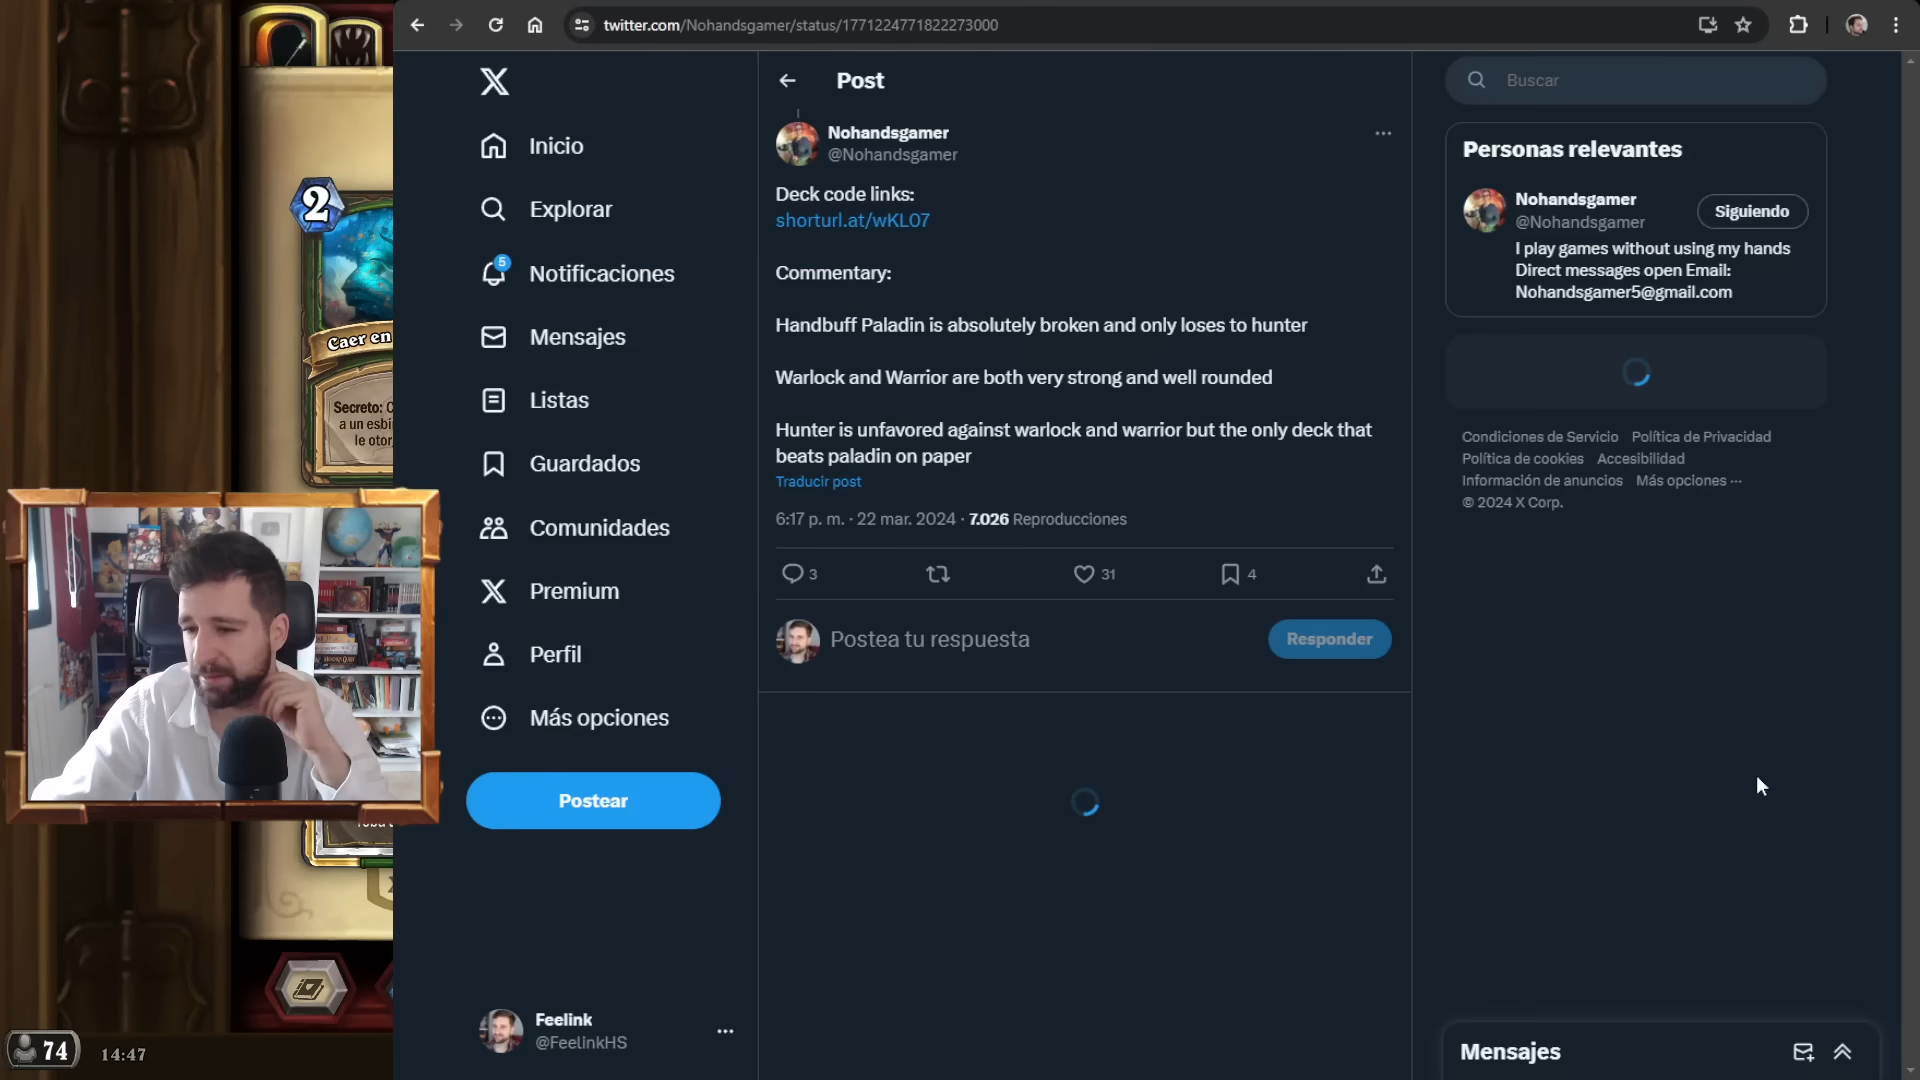 twitter.com/Nohandsgamer/status/1771224771822273000
2
Caer en
Secreto: C
a un esbi
le otor
74
14:47
Inicio
Explorar
5
Notificaciones
Mensajes
Listas
Guardados
Comunidades
Premium
Perfil
Más opciones
Postear
Feelink
@FeelinkHS
Post
Nohandsgamer
@Nohandsgamer
Deck code links:
shorturl.at/wKL07
Commentary:
Handbuff Paladin is absolutely broken and only loses to hunter
Warlock and Warrior are both very strong and well rounded
Hunter is unfavored against warlock and warrior but the only deck that
beats paladin on paper
Traducir post
6:17 p. m. · 22 mar. 2024 · 7.026 Reproducciones
3
31
4
Postea tu respuesta
Responder
Buscar
Personas relevantes
Nohandsgamer
@Nohandsgamer
Siguiendo
I play games without using my hands
Direct messages open Email:
Nohandsgamer5@gmail.com
Condiciones de Servicio Política de Privacidad
Política de cookies Accesibilidad
Información de anuncios Más opciones ···
© 2024 X Corp.
Mensajes